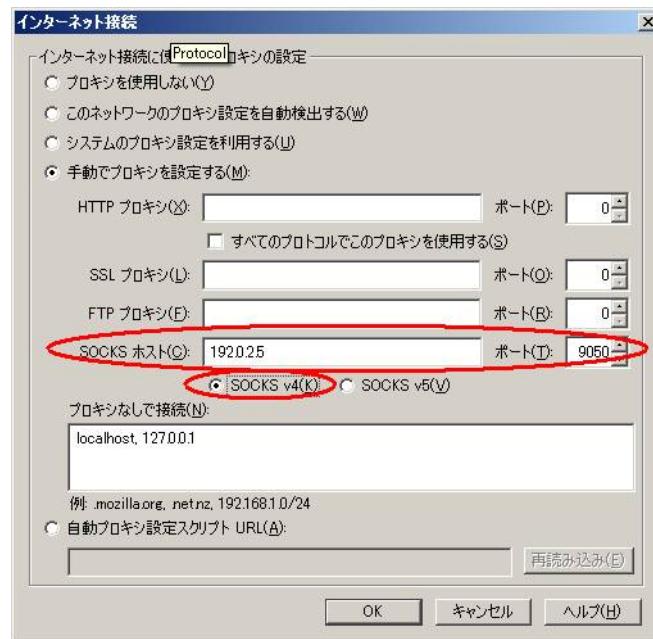 インターネット接続
インターネット接続に使 Protocol ロキシの設定
プロキシを使用しない(Y)
このネットワークのプロキシ設定を自動検出する(W)
システムのプロキシ設定を利用する(U)
手動でプロキシを設定する(M):
HTTP プロキシ(X): ポート(P): 0
すべてのプロトコルでこのプロキシを使用する(S)
SSL プロキシ(L): ポート(O): 0
FTP プロキシ(F): ポート(R): 0
SOCKS ホスト(C): 192.0.2.5 ポート(T): 9050
SOCKS v4(K) SOCKS v5(V)
プロキシなしで接続(N):
localhost, 127.0.0.1
例: .mozilla.org, .net.nz, 192.168.1.0/24
自動プロキシ設定スクリプト URL(A):
再読み込み(E)
OK キャンセル ヘルプ(H)